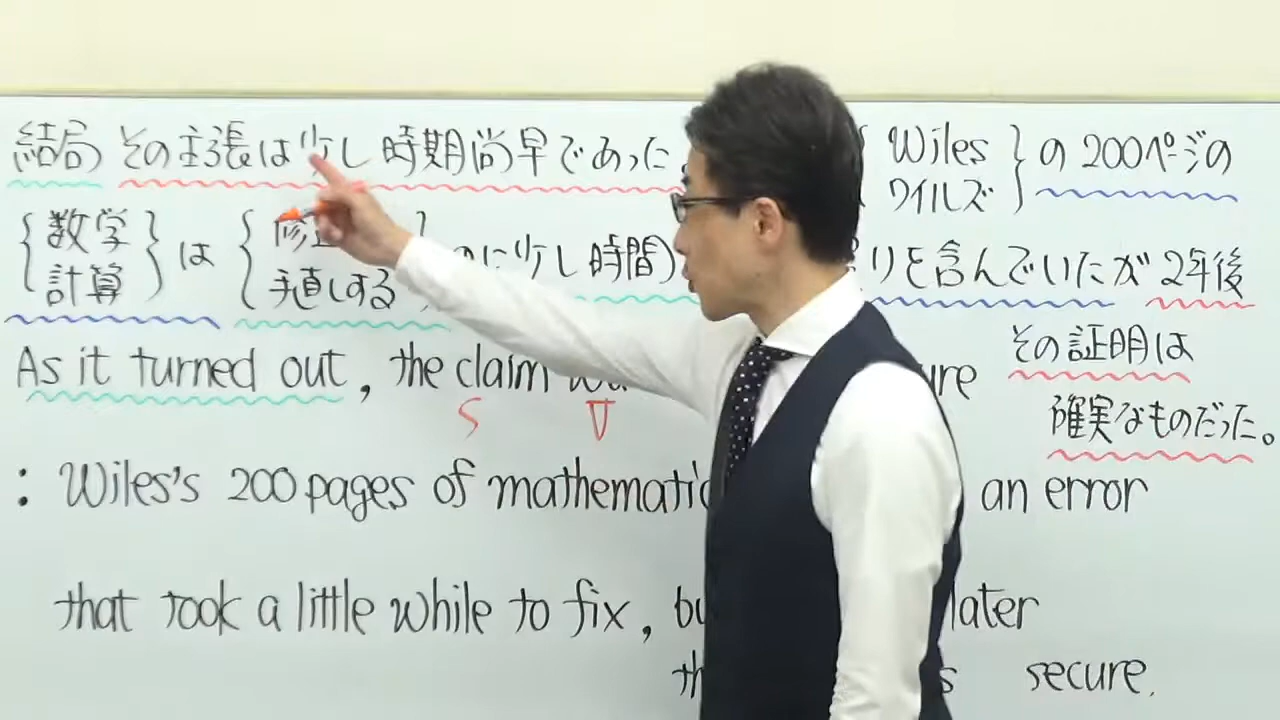 結局 その主張は少し時期尚早であった { Wiles ワイルズ } の200ページの
{ 数学 計算 } は { 手直しする のに少し時間 りを含んでいたが 2年後
その証明は
確実なものだった。
As it turned out, the claim
S V
: Wiles's 200 pages of an error
that took a little while to fix, later
secure.